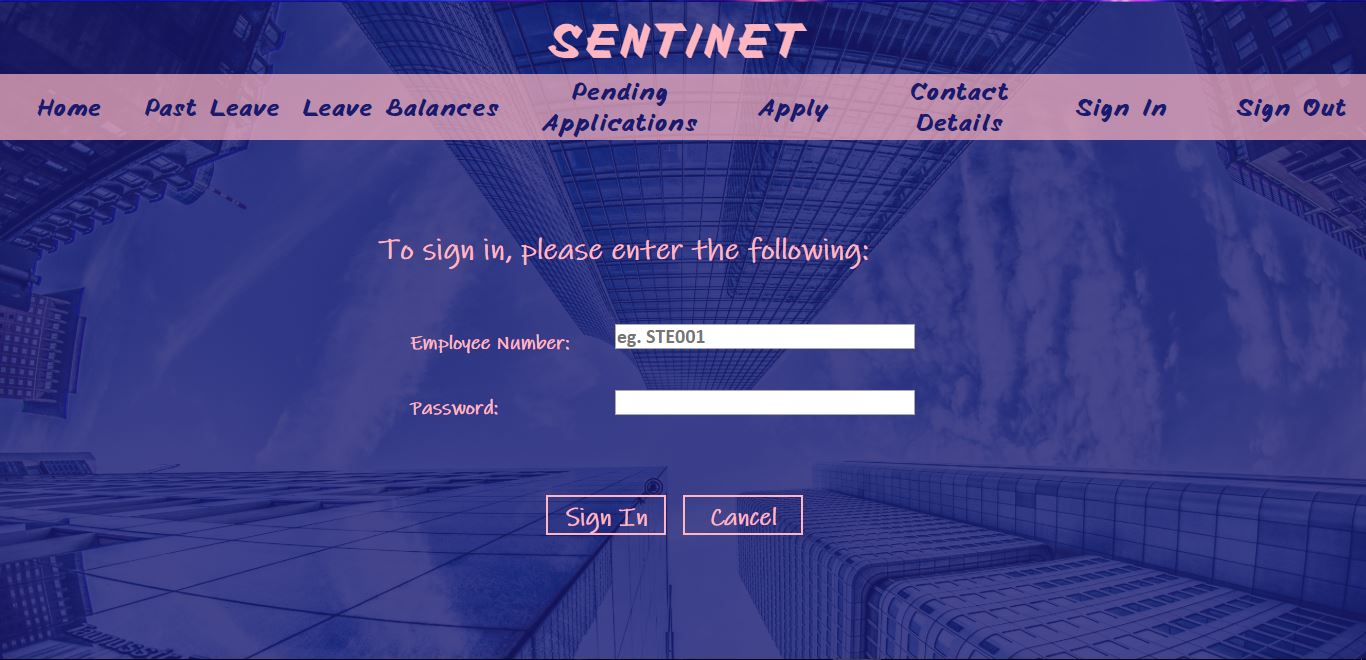 SENTINET
Home Past Leave Leave Balances Pending Applications Apply Contact Details Sign In Sign Out
To sign in, please enter the following:
Employee Number: eg. STE001
Password:
Sign In Cancel